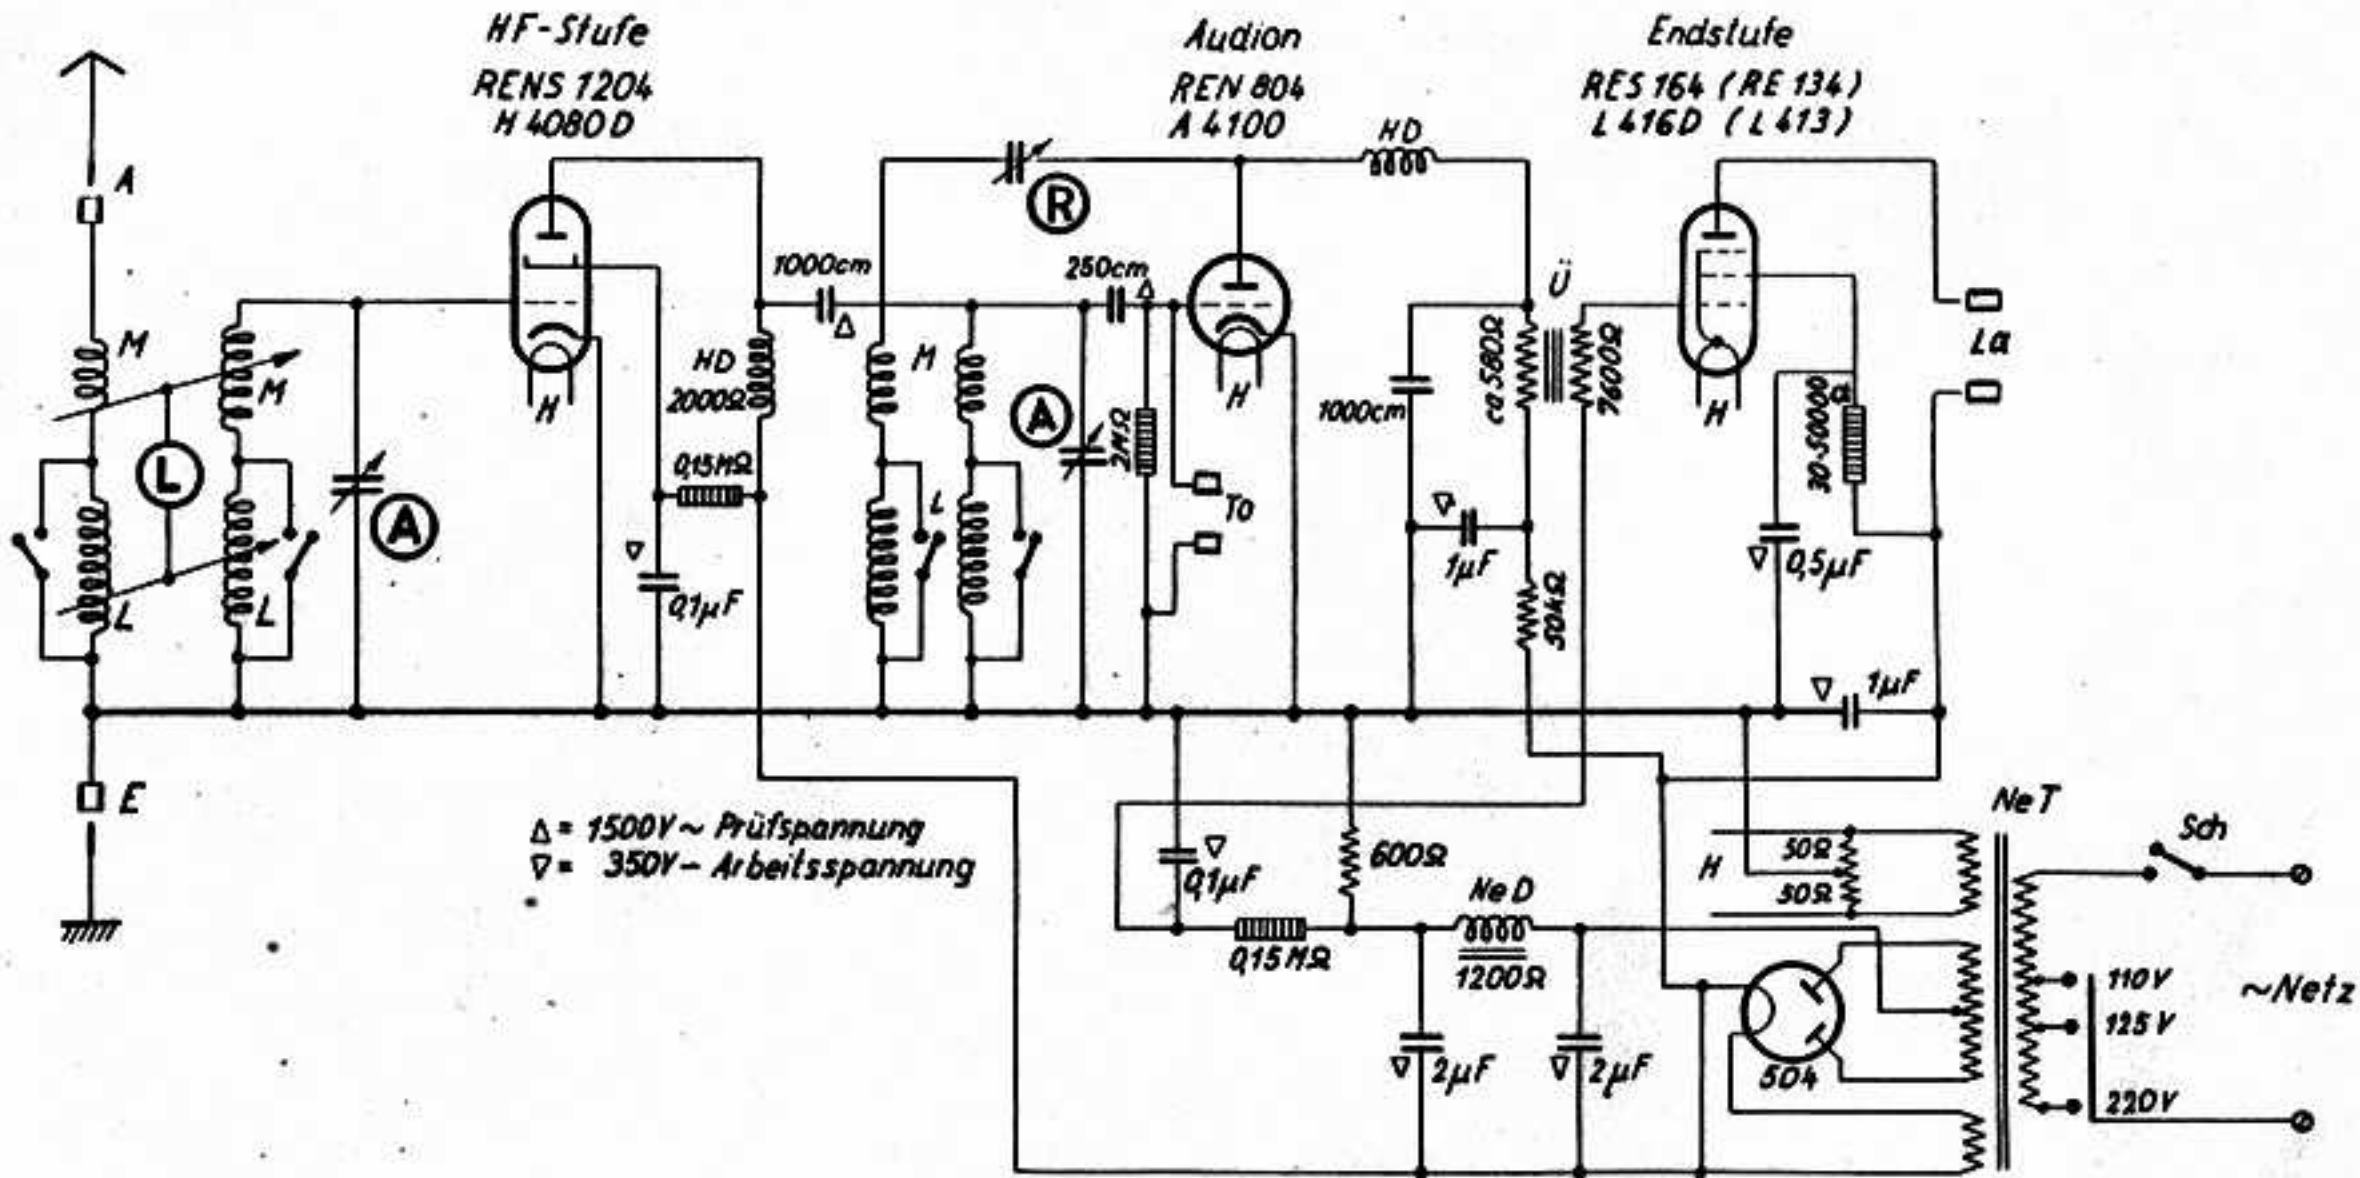 HF-Stufe
RENS 1204
H 4080 D
Audion
REN 804
A 4100
Endstufe
RES 164 (RE 134)
L 416D (L 413)
HD
A
R
1000cm
250cm
Ü
M
M
HD
2000Ω
M
H
H
H
La
L
A
A
2MΩ
1000cm
ca 580Ω
7600Ω
30-5000Ω
0,15MΩ
L
To
1µF
0,5µF
0,1µF
50kΩ
L
L
1µF
E
NeT
Sch
△ = 1500V~ Prüfspannung
▽ = 350V– Arbeitsspannung
0,1µF
600Ω
H
50Ω
50Ω
NeD
0,15MΩ
1200Ω
110V
125V
~Netz
2µF
2µF
504
220V